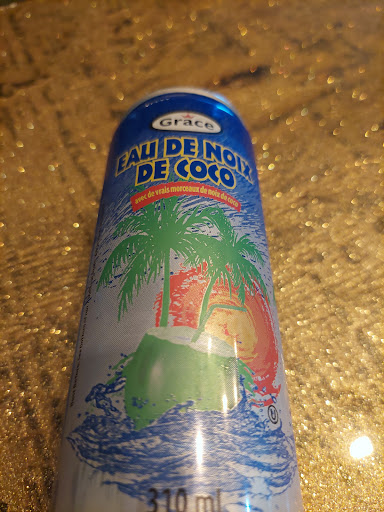 Grace
EAU DE NOIX
DE COCO
avec de vrais morceaux de noix de coco
U
310 ml